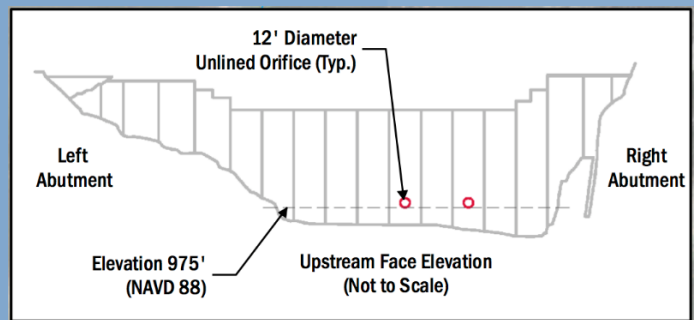 12' Diameter
Unlined Orifice (Typ.)
Left
Abutment
Right
Abutment
Elevation 975'
(NAVD 88)
Upstream Face Elevation
(Not to Scale)